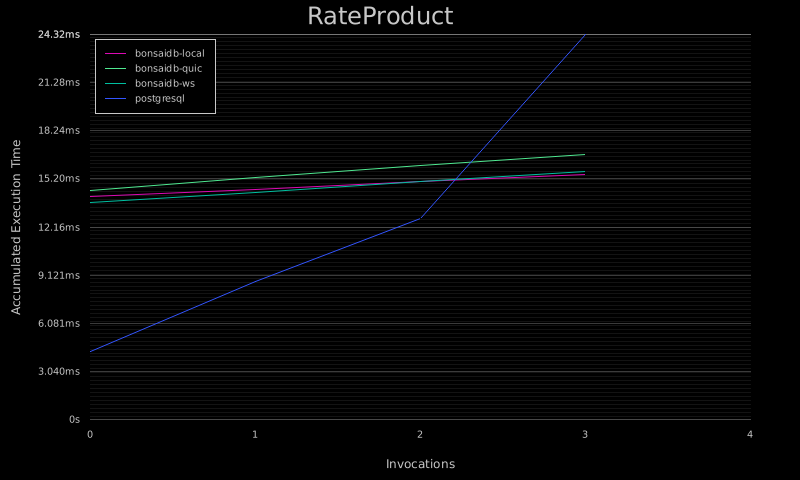 RateProduct
24.32ms
bonsaidb-local
bonsaidb-quic
bonsaidb-ws
postgresql
21.28ms
18.24ms
15.20ms
12.16ms
9.121ms
6.081ms
3.040ms
0s
Accumulated Execution Time
0 1 2 3 4
Invocations